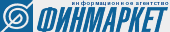 информационное агентство
ФИНМАРКЕТ